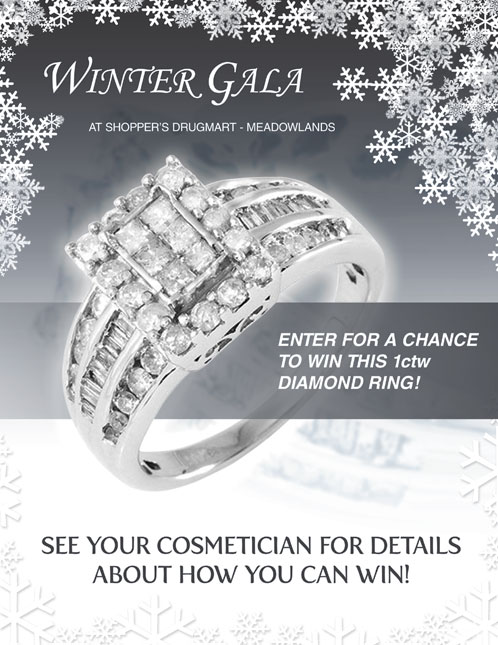 WINTER GALA
AT SHOPPER'S DRUGMART - MEADOWLANDS
ENTER FOR A CHANCE
TO WIN THIS 1ctw
DIAMOND RING!
SEE YOUR COSMETICIAN FOR DETAILS
ABOUT HOW YOU CAN WIN!